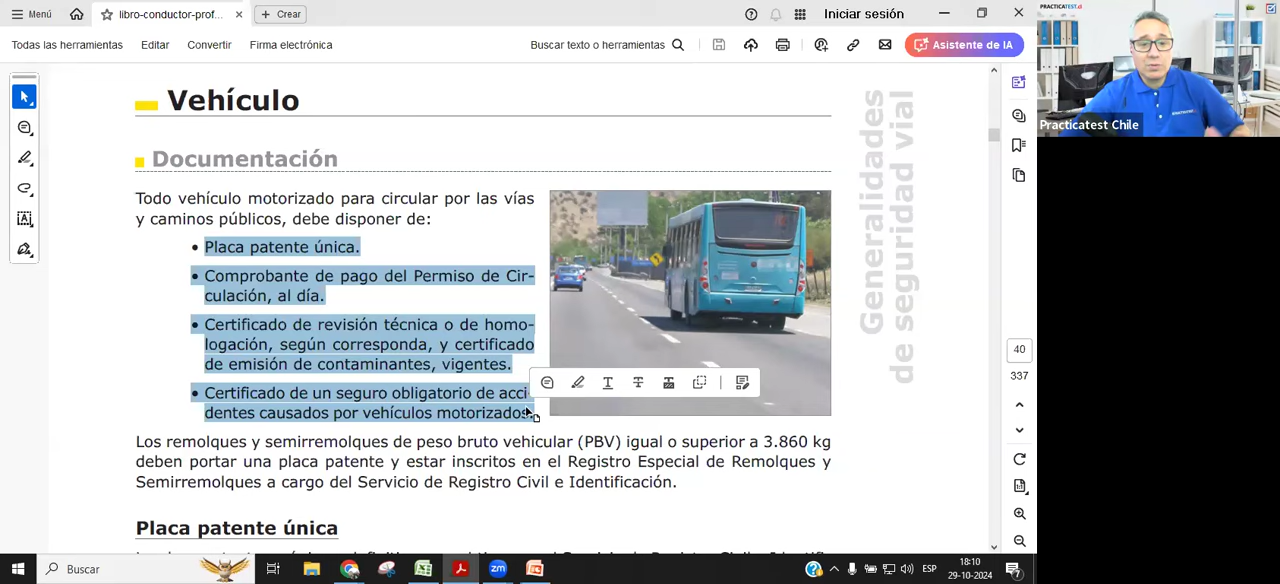 Menú
libro-conductor-prof...
Crear
Iniciar sesión
PRACTICATEST.cl
Todas las herramientas
Editar
Convertir
Firma electrónica
Buscar texto o herramientas
Asistente de IA
Practicatest Chile
Vehículo
Generalidades
de seguridad vial
Documentación
Todo vehículo motorizado para circular por las vías
y caminos públicos, debe disponer de:
• Placa patente única.
• Comprobante de pago del Permiso de Cir-
culación, al día.
• Certificado de revisión técnica o de homo-
logación, según corresponda, y certificado
de emisión de contaminantes, vigentes.
• Certificado de un seguro obligatorio de acci-
dentes causados por vehículos motorizados.
Los remolques y semirremolques de peso bruto vehicular (PBV) igual o superior a 3.860 kg
deben portar una placa patente y estar inscritos en el Registro Especial de Remolques y
Semirremolques a cargo del Servicio de Registro Civil e Identificación.
Placa patente única
40
337
Buscar
ESP
18:10
29-10-2024
7